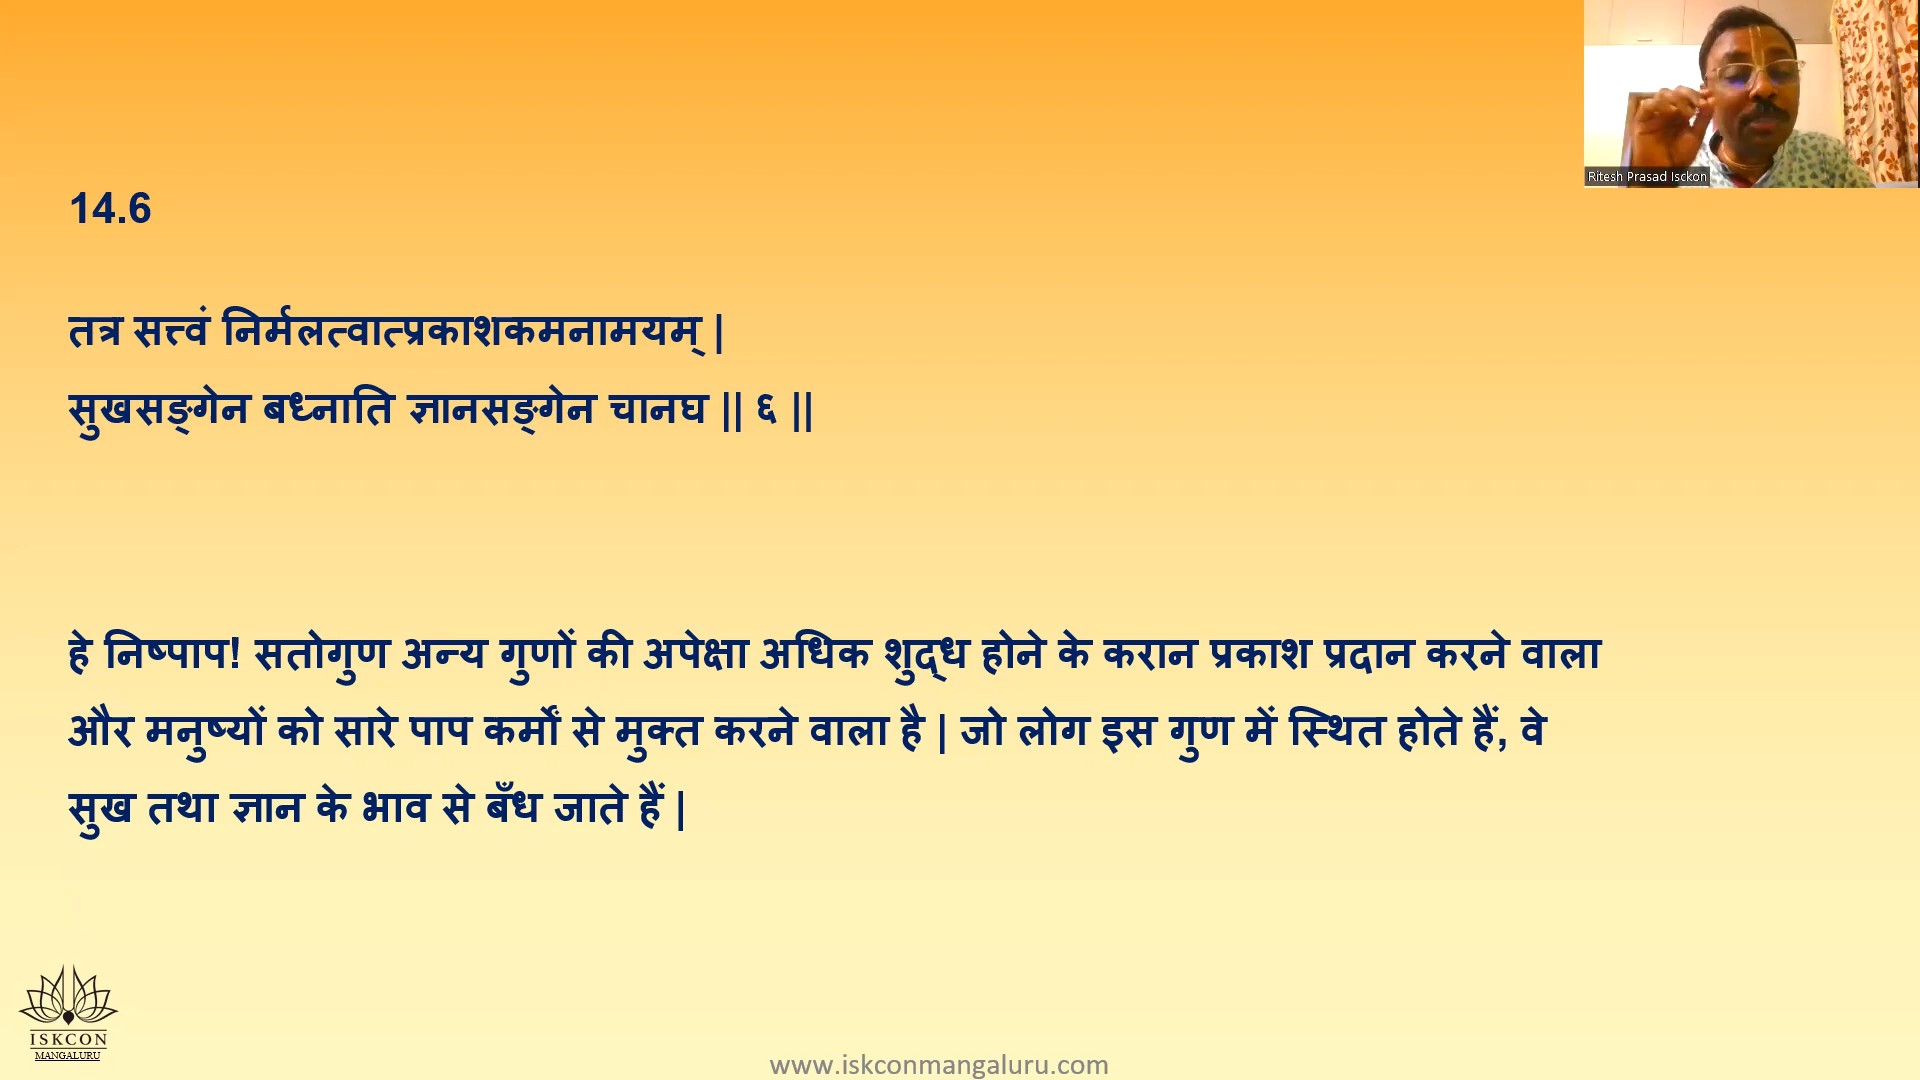 Ritesh Prasad Isckon
14.6
तत्र सत्त्वं निर्मलत्वात्प्रकाशकमनामयम् |
सुखसङ्गेन बध्नाति ज्ञानसङ्गेन चानघ || ६ ||
हे निष्पाप! सतोगुण अन्य गुणों की अपेक्षा अधिक शुद्ध होने के करान प्रकाश प्रदान करने वाला
और मनुष्यों को सारे पाप कर्मों से मुक्त करने वाला है | जो लोग इस गुण में स्थित होते हैं, वे
सुख तथा ज्ञान के भाव से बँध जाते हैं |
ISKCON
MANGALURU
www.iskconmangaluru.com